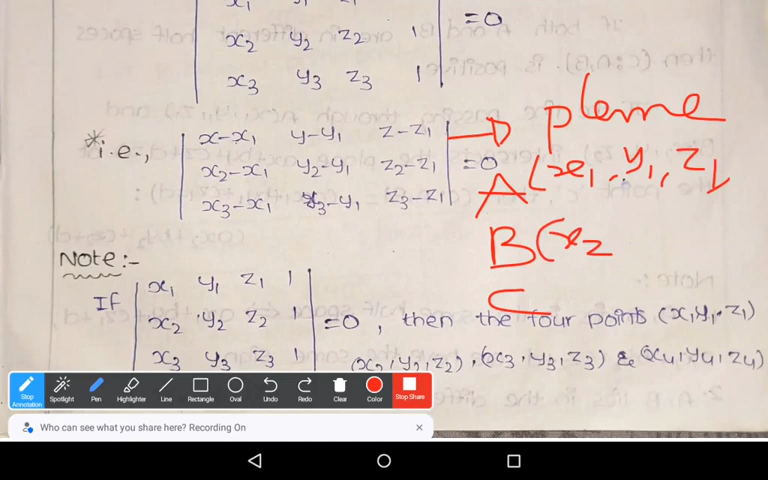 x₁ y₁ z₁ 1
=0
x₂ y₂ z₂ 1
x₃ y₃ z₃ 1
plane
*i.e., x-x₁ y-y₁ z-z₁
x₂-x₁ y₂-y₁ z₂-z₁ =0
x₃-x₁ y₃-y₁ z₃-z₁
A(x₁, y₁, z₁
B(x₂
C
Note:-
If x₁ y₁ z₁ 1
x₂ y₂ z₂ 1 =0, then the four points (x₁y₁.z₁)
x₃ y₃ z₃ 1 (x₂,y₂,z₂), (x₃,y₃,z₃) & (x₄,y₄,z₄)
Stop Annotation Spotlight Pen Highlighter Line Rectangle Oval Undo Redo Clear Color Stop Share
Who can see what you share here? Recording On